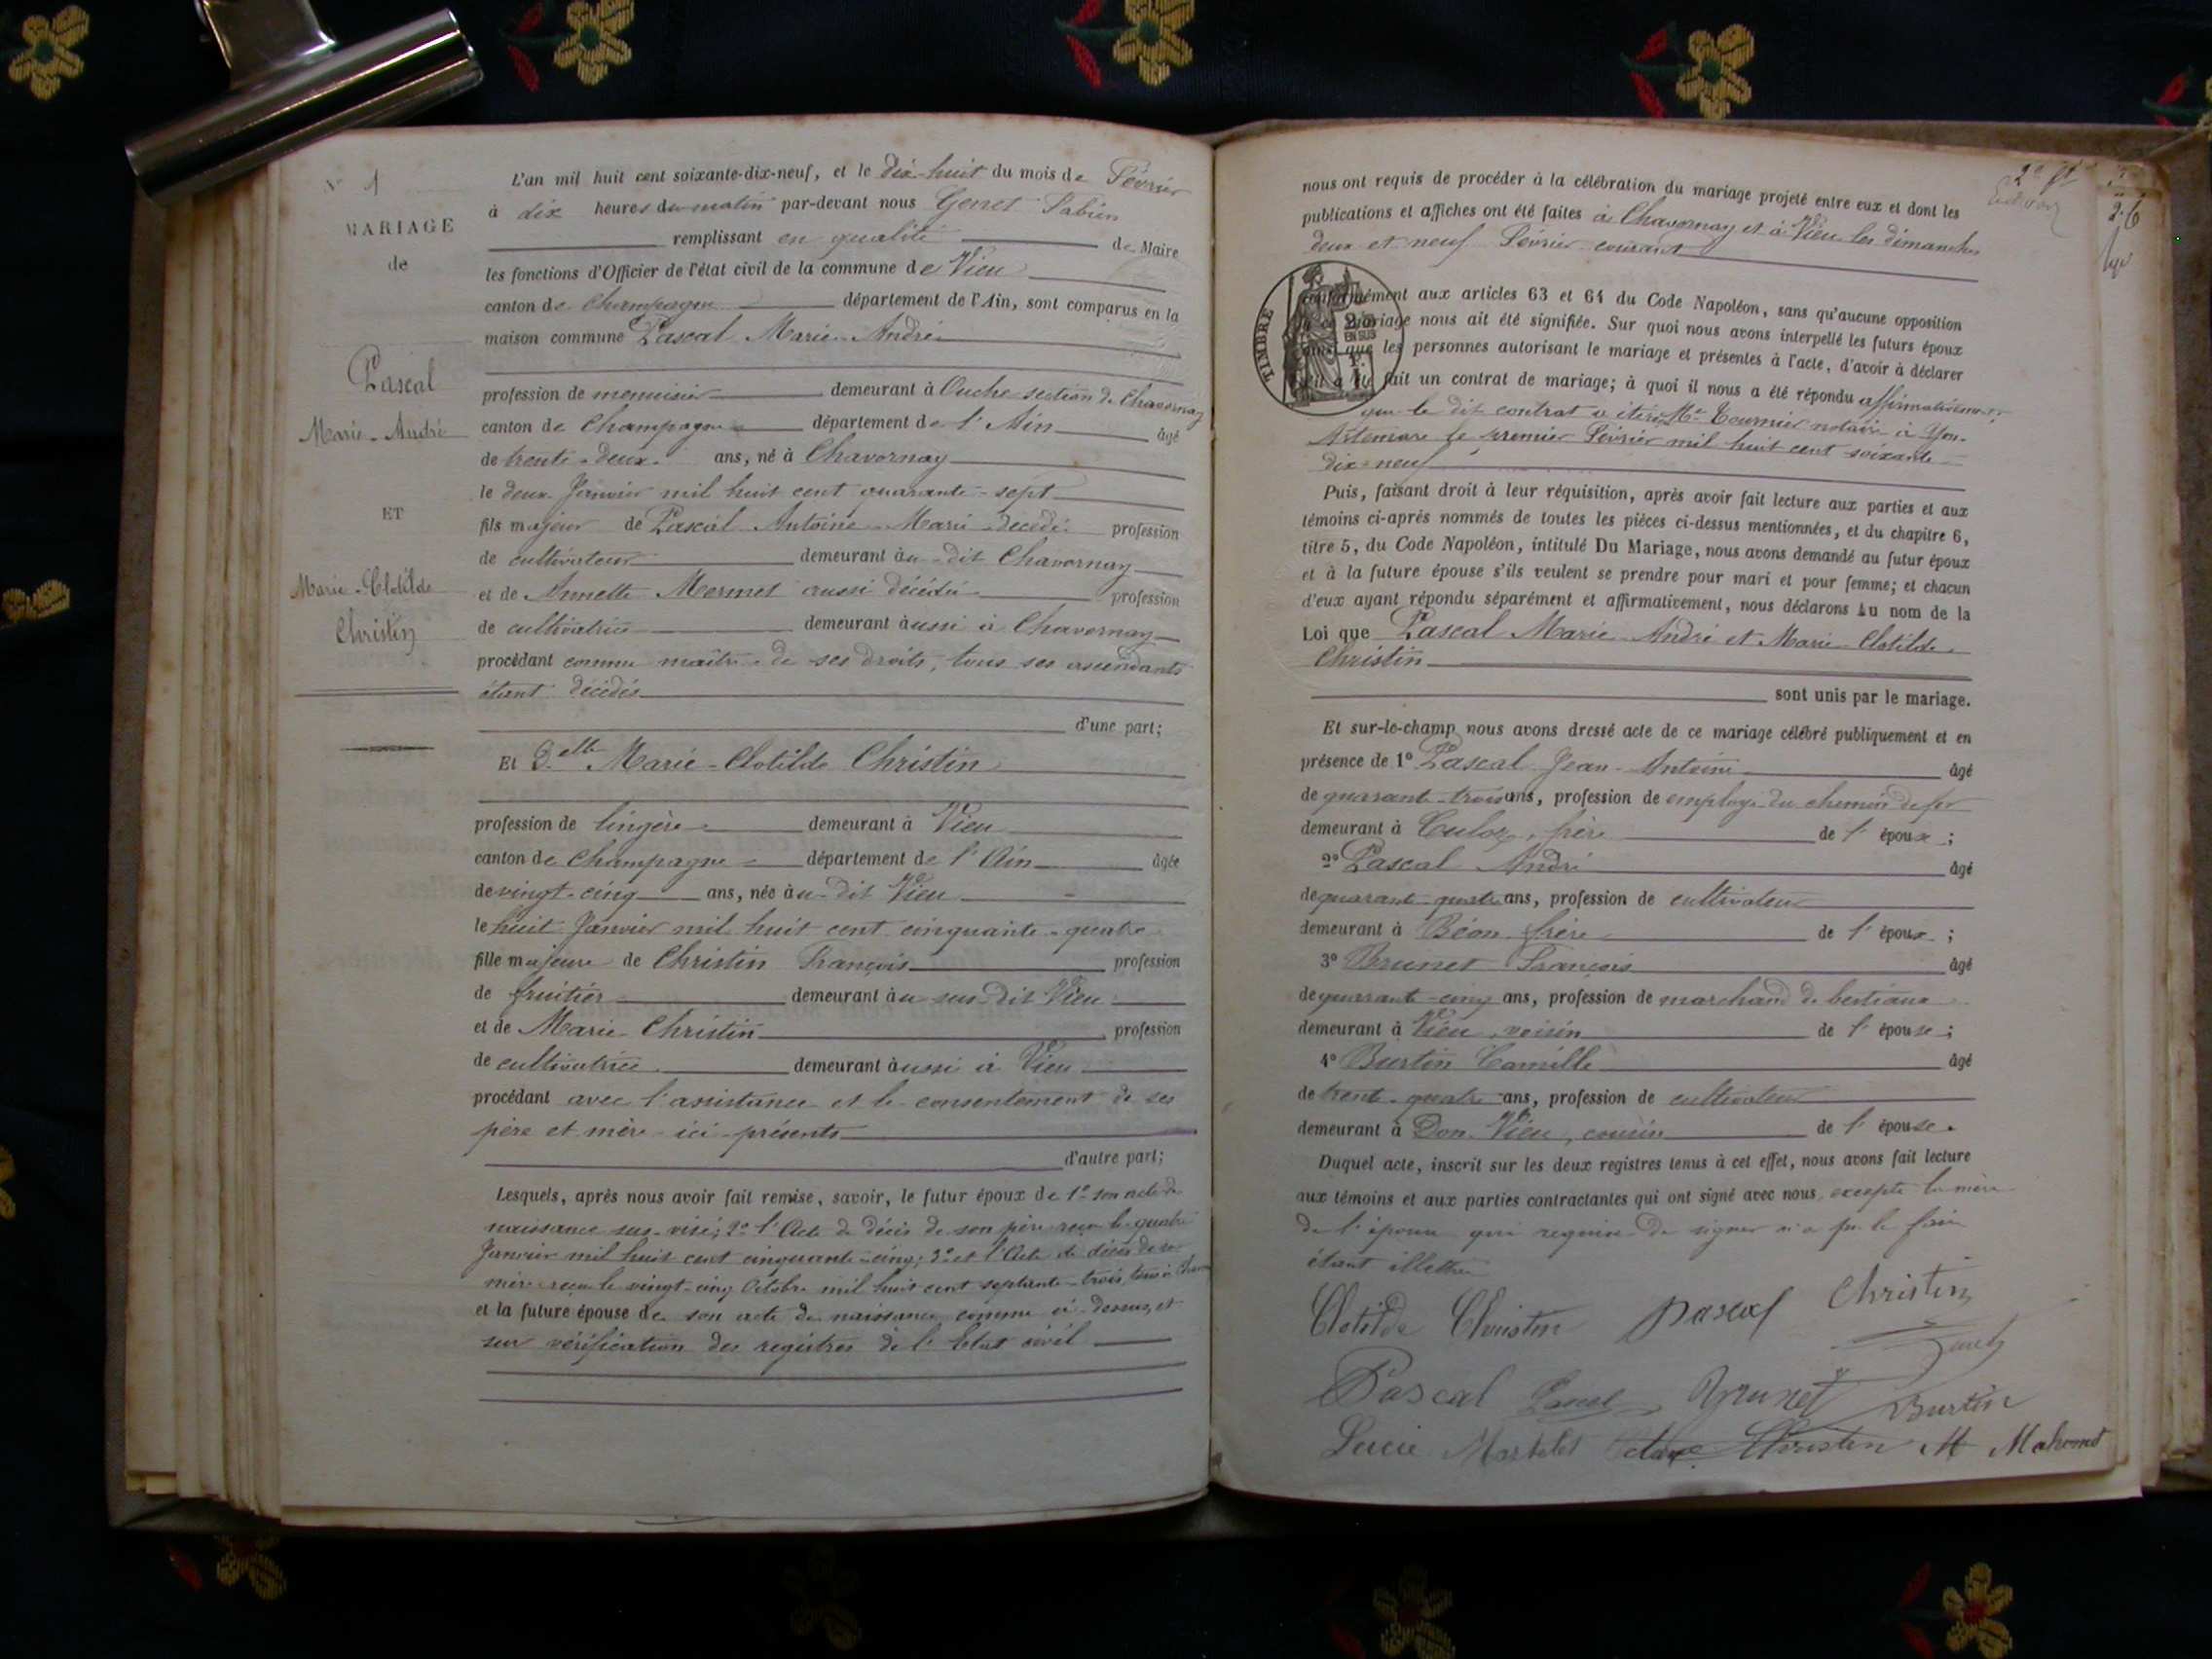 N° 1
MARIAGE
de
Pascal
Marie-André
ET
Marie-Clotilde
Christin
L'an mil huit cent soixante-dix-neuf, et le dix-huit du mois de Février
à dix heures du matin par-devant nous Genet Fabien
remplissant en qualité de Maire
les fonctions d'Officier de l'état civil de la commune de Vieu
canton de Champagne département de l'Ain, sont comparus en la
maison commune Pascal Marie-André
profession de menuisier demeurant à Ouche section de Chavornay
canton de Champagne département de l'Ain âgé
de trente-deux ans, né à Chavornay
le deux Janvier mil huit cent quarante-sept
fils majeur de Pascal Antoine-Marie décédé profession
de cultivateur demeurant au-dit Chavornay
et de Annette Mermet aussi décédée profession
de cultivatrice demeurant aussi à Chavornay
procédant comme maître de ses droits, tous ses ascendants
étant décédés
d'une part;
Et Delle Marie-Clotilde Christin
profession de lingère demeurant à Vieu
canton de Champagne département de l'Ain âgée
de vingt-cinq ans, née au-dit Vieu
le huit Janvier mil huit cent cinquante-quatre
fille majeure de Christin François profession
de fruitier demeurant au sus-dit Vieu
et de Marie Christin profession
de cultivatrice demeurant aussi à Vieu
procédant avec l'assistance et le consentement de ses
père et mère ici présents
d'autre part;
Lesquels, après nous avoir fait remise, savoir, le futur époux de 1° son acte de
naissance sus-visé; 2° l'Acte de décès de son père reçu le quatre
Janvier mil huit cent cinquante-cinq; 3° et l'Acte de décès de sa
mère reçu le vingt-cinq Octobre mil huit cent septante-trois, tous à
et la future épouse de son acte de naissance comme ci-dessus, et
sur vérification des registres de l'Etat civil
nous ont requis de procéder à la célébration du mariage projeté entre eux et dont les
publications et affiches ont été faites à Chavornay et à Vieu les dimanches
deux et neuf Février courant
TIMBRE
conformément aux articles 63 et 64 du Code Napoléon, sans qu'aucune opposition
à ce mariage nous ait été signifiée. Sur quoi nous avons interpellé les futurs époux
ainsi que les personnes autorisant le mariage et présentes à l'acte, d'avoir à déclarer
s'il a été fait un contrat de mariage; à quoi il nous a été répondu affirmativement
que le dit contrat a été reçu Me Tournier notaire à Yon-
Artemare le premier Février mil huit cent soixante-
dix-neuf
Puis, faisant droit à leur réquisition, après avoir fait lecture aux parties et aux
témoins ci-après nommés de toutes les pièces ci-dessus mentionnées, et du chapitre 6,
titre 5, du Code Napoléon, intitulé Du Mariage, nous avons demandé au futur époux
et à la future épouse s'ils veulent se prendre pour mari et pour femme; et chacun
d'eux ayant répondu séparément et affirmativement, nous déclarons au nom de la
Loi que Pascal Marie-André et Marie-Clotilde
Christin
sont unis par le mariage.
Et sur-le-champ nous avons dressé acte de ce mariage célébré publiquement et en
présence de 1° Pascal Jean-Antoine âgé
de quarante-trois ans, profession de employé du chemin de fer
demeurant à Culoz, frère de l'époux;
2° Pascal André âgé
de quarante-quatre ans, profession de cultivateur
demeurant à Béon frère de l'époux;
3° Brunet François âgé
de quarante-cinq ans, profession de marchand de bestiaux
demeurant à Vieu, voisin de l'épouse;
4° Burtin Camille âgé
de trente-quatre ans, profession de cultivateur
demeurant à Don. Vieu, cousin de l'épouse.
Duquel acte, inscrit sur les deux registres tenus à cet effet, nous avons fait lecture
aux témoins et aux parties contractantes qui ont signé avec nous, excepté la mère
de l'épouse qui requise de signer n'a pu le faire
étant illettrée
Clotilde Christin Pascal Christin
Genet
Pascal Pascal Brunet Burtin
Lucie Martelet Christin M Mahomet